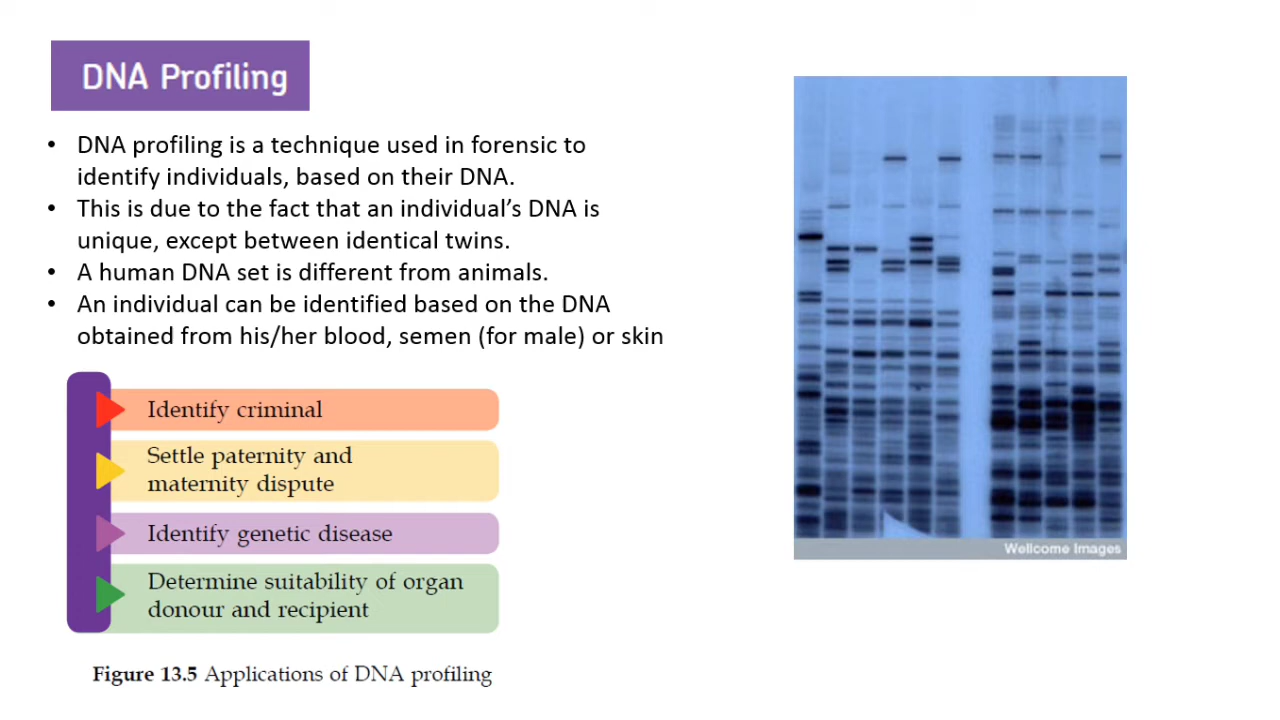 DNA Profiling
• DNA profiling is a technique used in forensic to
identify individuals, based on their DNA.
• This is due to the fact that an individual’s DNA is
unique, except between identical twins.
• A human DNA set is different from animals.
• An individual can be identified based on the DNA
obtained from his/her blood, semen (for male) or skin
Identify criminal
Settle paternity and
maternity dispute
Identify genetic disease
Determine suitability of organ
donour and recipient
Figure 13.5 Applications of DNA profiling
Wellcome Images